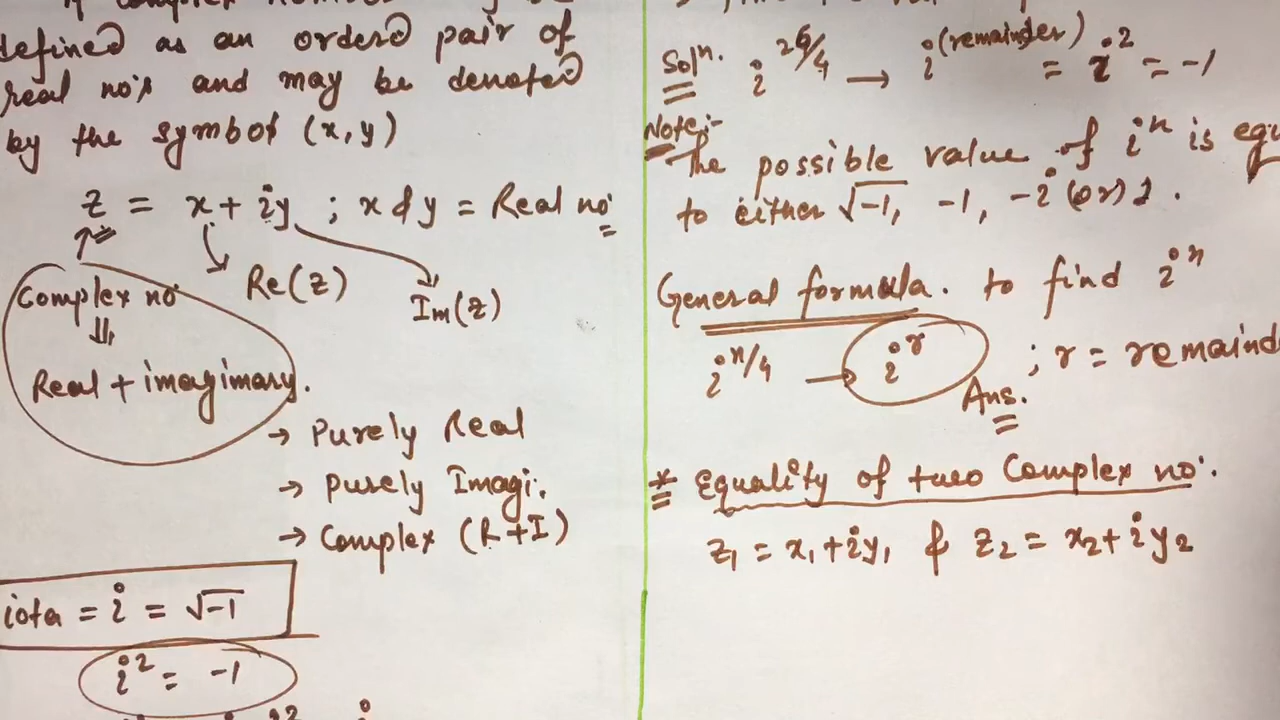 defined as an ordered pair of
real no's and may be denoted
by the symbol (x, y)
z = x + iy ; x & y = Real no
Re(z)
Im(z)
Complex no
⇓
Real + imagimary.
→ Purely Real
→ Purely Imagi.
→ Complex (R+I)
iota = i = √-1
i² = -1
Solⁿ. i^26/4 → i^(remainder) = i² = -1
Note:-
The possible value of iⁿ is equ
to either √-1, -1, -i (or) 1.
General formula. to find iⁿ
i^n/4 → i^r ; r = remaind
Ans.
* Equality of two Complex no.
z₁ = x₁ + iy₁ & z₂ = x₂ + iy₂